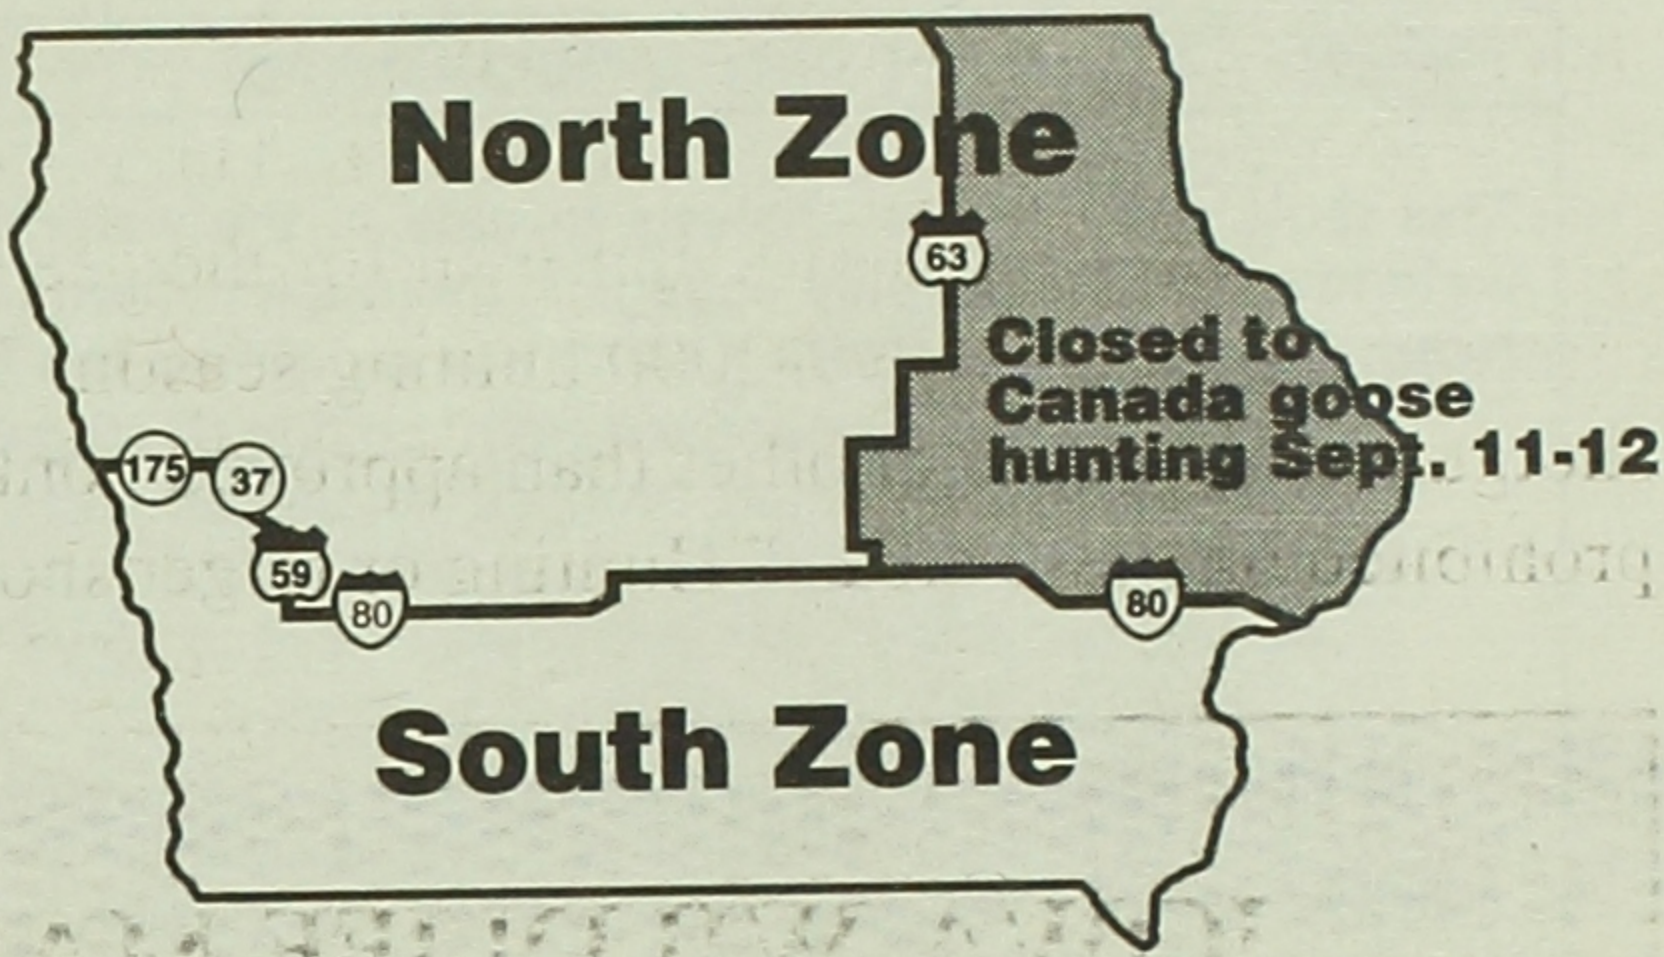 North Zone
63
Closed to
Canada goose
hunting Sept. 11-12
175
37
59
80
80
South Zone